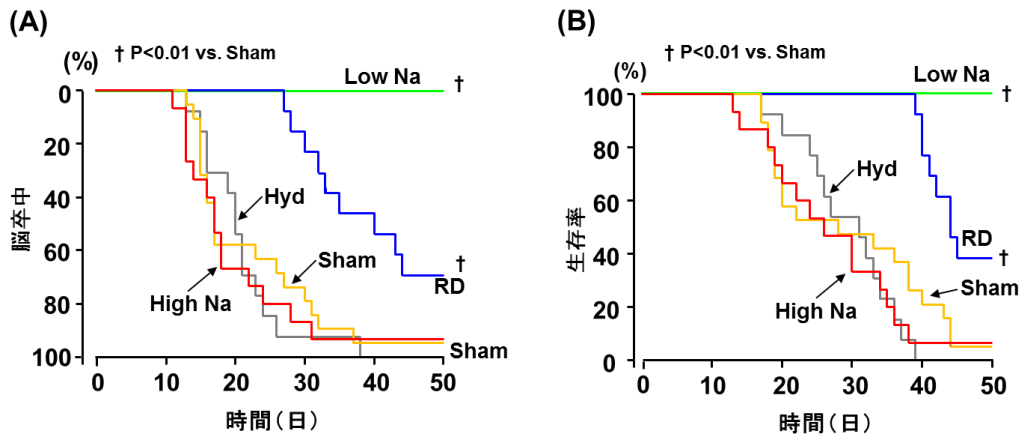 (A)
† P<0.01 vs. Sham
(%)
Low Na
†
0
20
40
60
80
100
脳卒中
Hyd
Sham
High Na
†
RD
Sham
0
10
20
30
40
50
時間(日)
(B)
† P<0.01 vs. Sham
(%)
Low Na
†
100
80
60
40
20
0
生存率
Hyd
RD
†
Sham
High Na
0
10
20
30
40
50
時間(日)